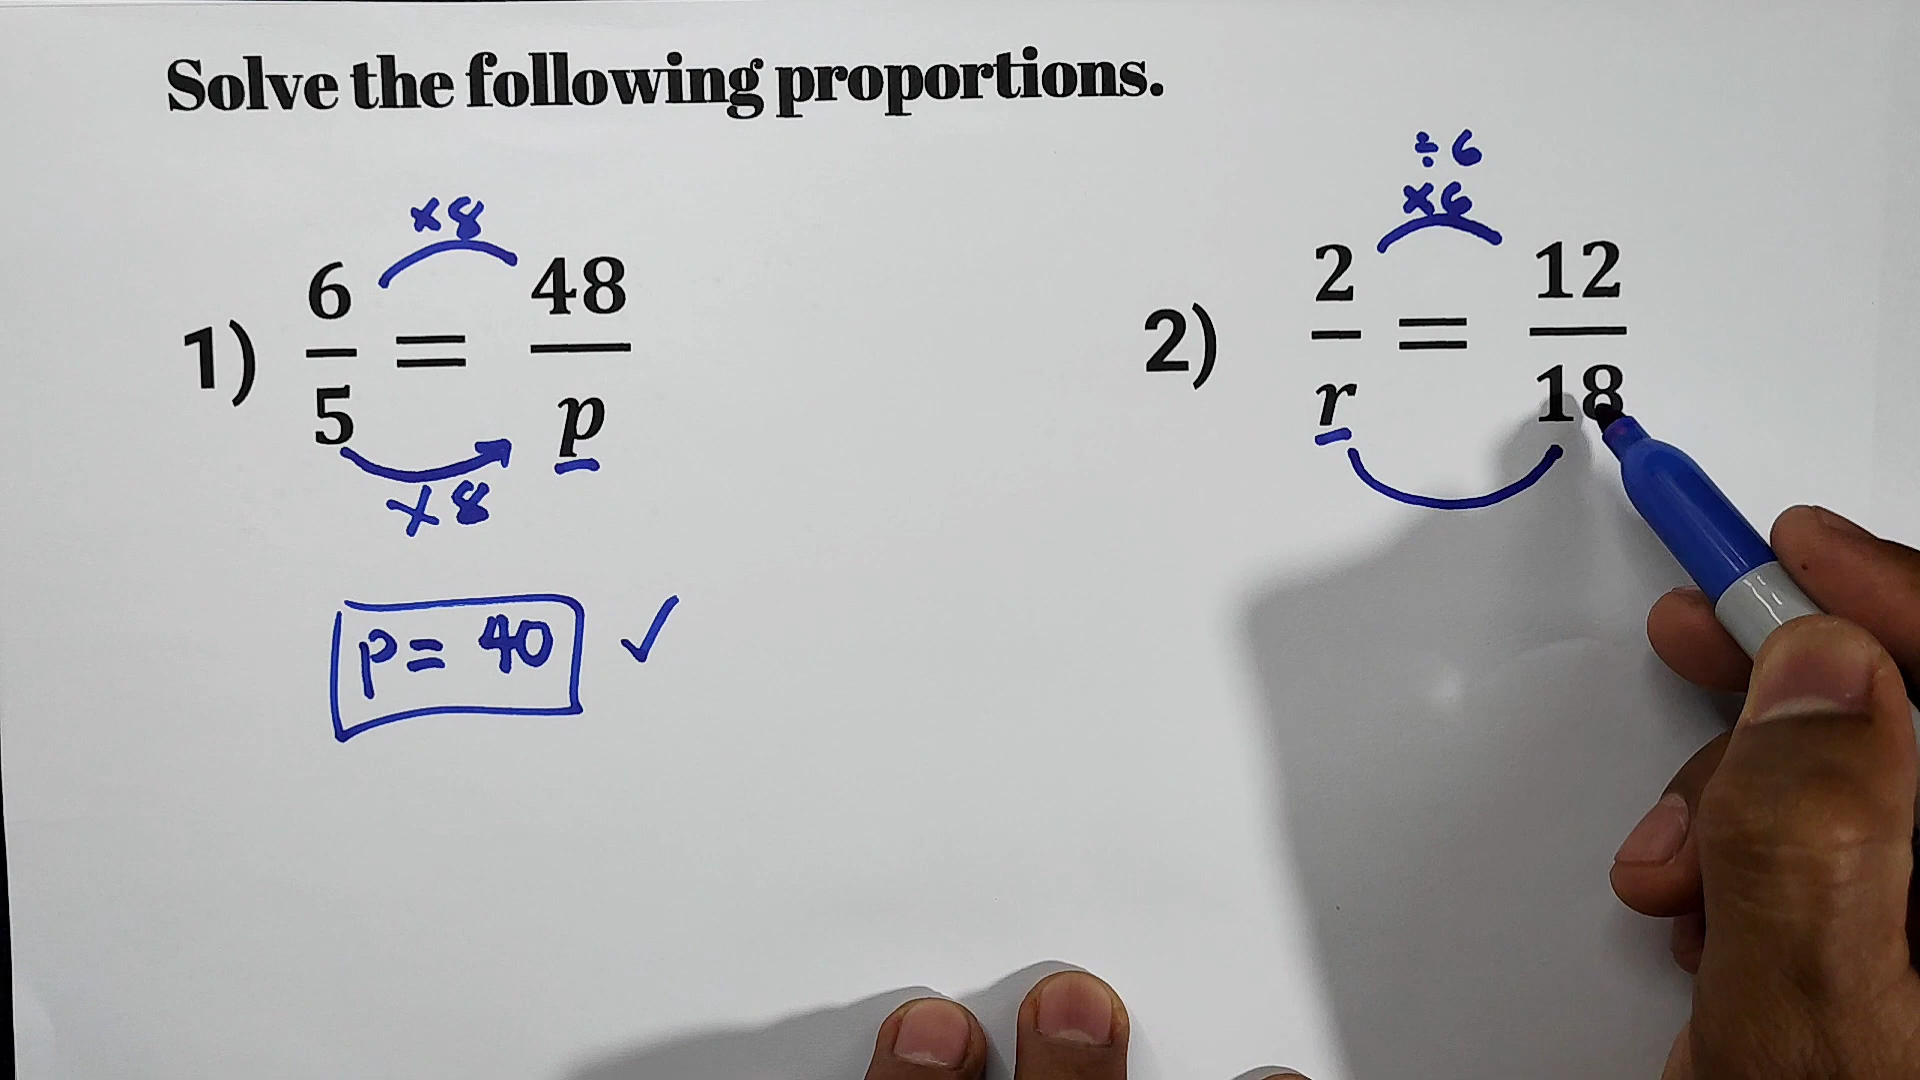 Solve the following proportions.
1) 6/5 = 48/p
×8
×8
p = 40 ✓
2) 2/r = 12/18
÷6
×6